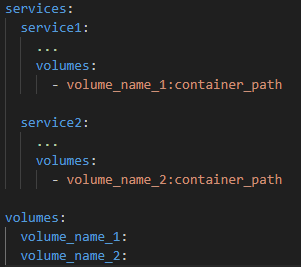 services:
  service1:
    ...
    volumes:
      - volume_name_1:container_path

  service2:
    ...
    volumes:
      - volume_name_2:container_path

volumes:
  volume_name_1:
  volume_name_2: